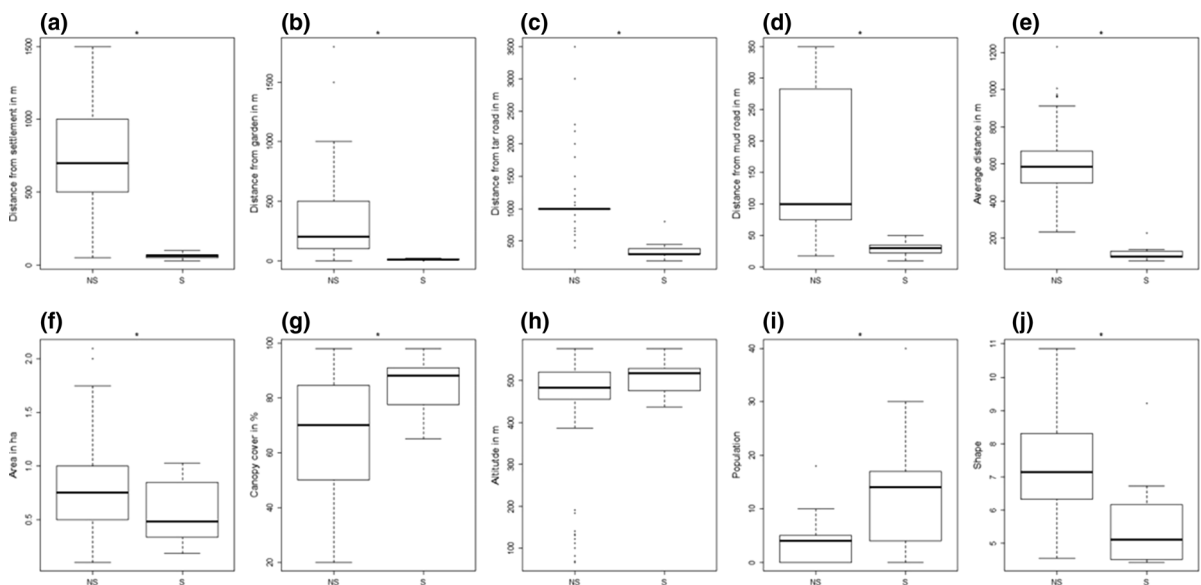 (a)
*
Distance from settlement in m
1500
1000
500
0
NS S
(b)
*
Distance from garden in m
1500
1000
500
0
NS S
(c)
*
Distance from tar road in m
3500
3000
2500
2000
1500
1000
500
NS S
(d)
*
Distance from mud road in m
350
300
250
200
150
100
50
0
NS S
(e)
*
Average distance in m
1200
1000
800
600
400
200
NS S
(f)
*
Area in ha
2.0
1.5
1.0
0.5
NS S
(g)
*
Canopy cover in %
100
80
60
40
20
NS S
(h)
Altitutde in m
500
400
300
200
100
NS S
(i)
*
Population
40
30
20
10
0
NS S
(j)
*
Shape
11
10
9
8
7
6
5
NS S